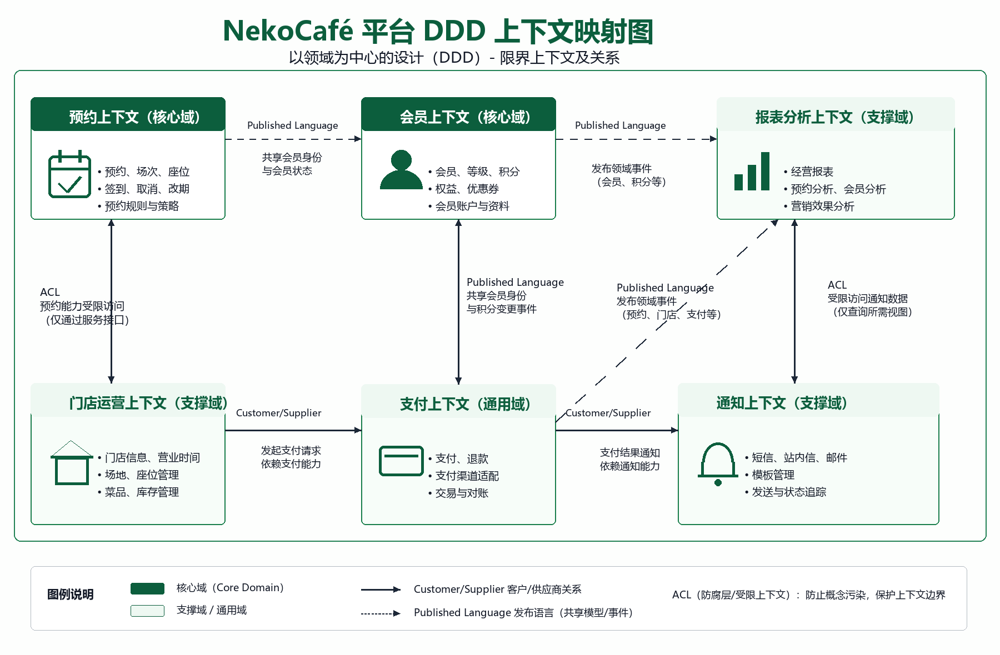 NekoCafé 平台 DDD 上下文映射图
以领域为中心的设计（DDD）- 限界上下文及关系
预约上下文（核心域）
• 预约、场次、座位
• 签到、取消、改期
• 预约规则与策略
Published Language
共享会员身份
与会员状态
会员上下文（核心域）
• 会员、等级、积分
• 权益、优惠券
• 会员账户与资料
Published Language
发布领域事件
（会员、积分等）
报表分析上下文（支撑域）
• 经营报表
• 预约分析、会员分析
• 营销效果分析
ACL
预约能力受限访问
（仅通过服务接口）
Published Language
共享会员身份
与积分变更事件
Published Language
发布领域事件
（预约、门店、支付等）
ACL
受限访问通知数据
（仅查询所需视图）
门店运营上下文（支撑域）
• 门店信息、营业时间
• 场地、座位管理
• 菜品、库存管理
Customer/Supplier
发起支付请求
依赖支付能力
支付上下文（通用域）
• 支付、退款
• 支付渠道适配
• 交易与对账
Customer/Supplier
支付结果通知
依赖通知能力
通知上下文（支撑域）
• 短信、站内信、邮件
• 模板管理
• 发送与状态追踪
图例说明
核心域（Core Domain）
支撑域 / 通用域
Customer/Supplier 客户/供应商关系
Published Language 发布语言（共享模型/事件）
ACL（防腐层/受限上下文）：防止概念污染，保护上下文边界